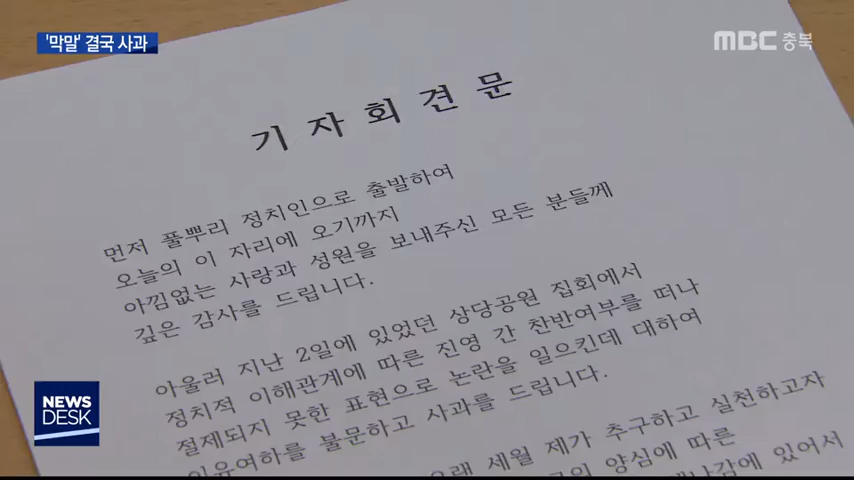 '막말' 결국 사과
MBC 충북
기 자 회 견 문
먼저 풀뿌리 정치인으로 출발하여
오늘의 이 자리에 오기까지
아낌없는 사랑과 성원을 보내주신 모든 분들께
깊은 감사를 드립니다.
아울러 지난 2일에 있었던 상당공원 집회에서
정치적 이해관계에 따른 진영 간 찬반여부를 떠나
절제되지 못한 표현으로 논란을 일으킨데 대하여
이유여하를 불문하고 사과를 드립니다.
오랜 세월 제가 추구하고 실천하고자
양심에 따른
있어서
NEWS
DESK